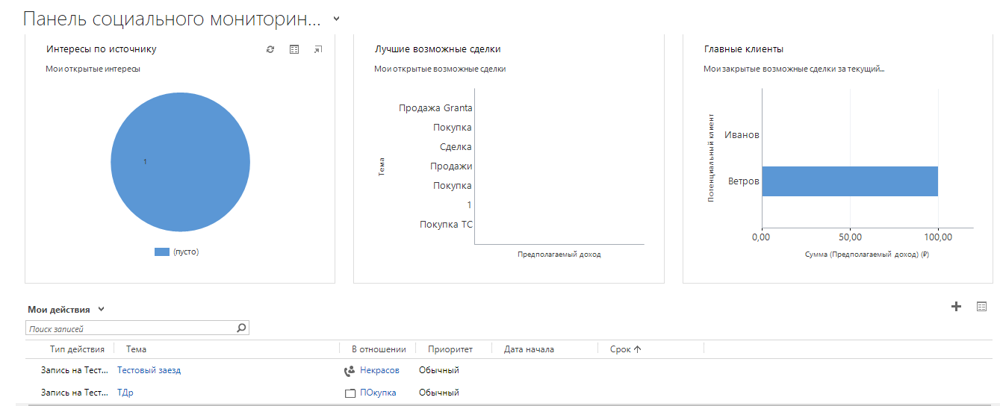 Панель социального мониторин...
Интересы по источнику
Мои открытые интересы
1
(пусто)
Лучшие возможные сделки
Мои открытые возможные сделки
Тема
Продажа Granta
Покупка
Сделка
Продажи
Покупка
1
Покупка ТС
Предполагаемый доход
Главные клиенты
Мои закрытые возможные сделки за текущий...
Потенциальный клиент
Иванов
Ветров
0,00 50,00 100,00
Сумма (Предполагаемый доход) (₽)
Мои действия
Поиск записей
Тип действия Тема В отношении Приоритет Дата начала Срок ↑
Запись на Тест... Тестовый заезд Некрасов Обычный
Запись на Тест... ТДр ПОкупка Обычный